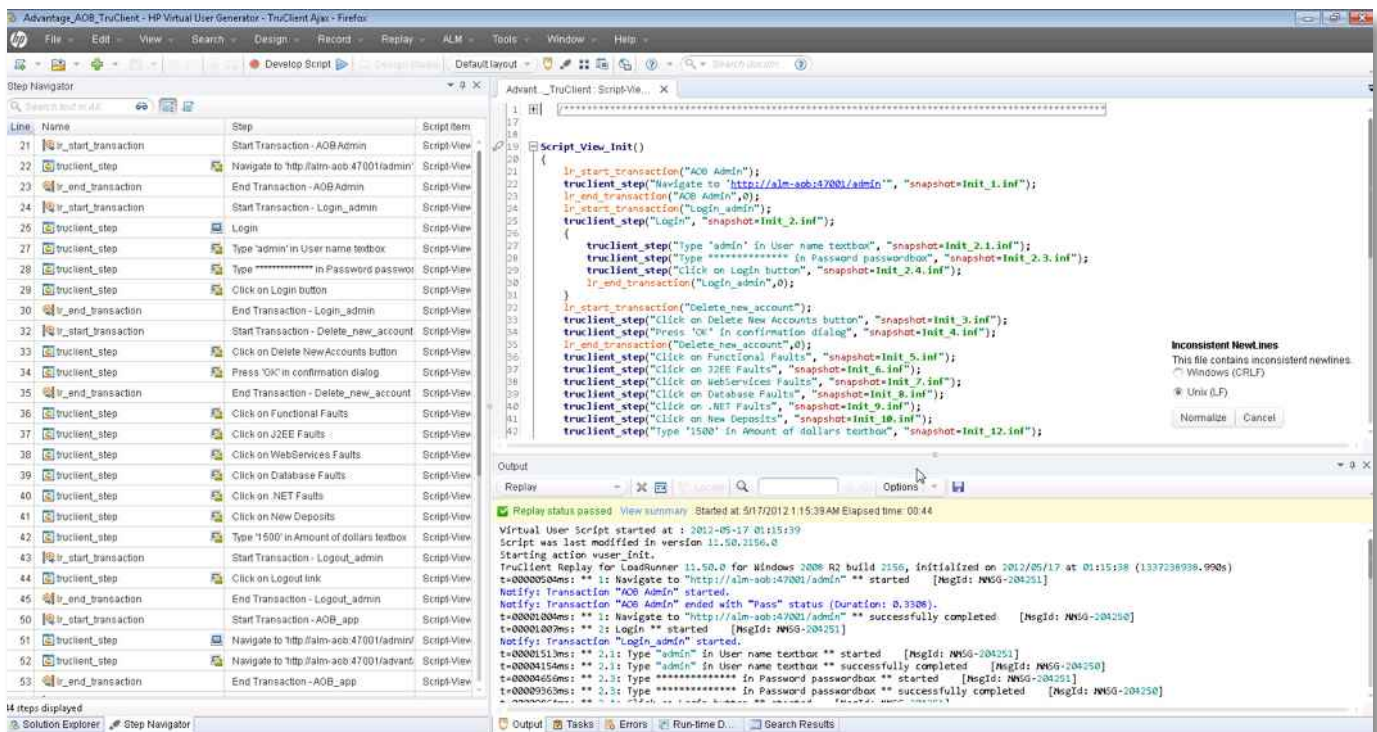 Advantage_AOB_TruClient - HP Virtual User Generator - TruClient Ajax - Firefox
hp File Edit View Search Design Record Replay ALM Tools Window Help
Develop Script Default layout
Step Navigator
Line Name Step Script Item
21 lr_start_transaction Start Transaction - AOB Admin Script-View
22 truclient_step Navigate to 'http://alm-aob:47001/admin' Script-View
23 lr_end_transaction End Transaction - AOB Admin Script-View
24 lr_start_transaction Start Transaction - Login_admin Script-View
25 truclient_step Login Script-View
27 truclient_step Type 'admin' in User name textbox Script-View
28 truclient_step Type ************** in Password passwor Script-View
29 truclient_step Click on Login button Script-View
30 lr_end_transaction End Transaction - Login_admin Script-View
32 lr_start_transaction Start Transaction - Delete_new_account Script-View
33 truclient_step Click on Delete New Accounts button Script-View
34 truclient_step Press 'OK' in confirmation dialog Script-View
35 lr_end_transaction End Transaction - Delete_new_account Script-View
36 truclient_step Click on Functional Faults Script-View
37 truclient_step Click on J2EE Faults Script-View
38 truclient_step Click on WebServices Faults Script-View
39 truclient_step Click on Database Faults Script-View
40 truclient_step Click on .NET Faults Script-View
41 truclient_step Click on New Deposits Script-View
42 truclient_step Type '1500' in Amount of dollars textbox Script-View
43 lr_start_transaction Start Transaction - Logout_admin Script-View
44 truclient_step Click on Logout link Script-View
45 lr_end_transaction End Transaction - Logout_admin Script-View
50 lr_start_transaction Start Transaction - AOB_app Script-View
51 truclient_step Navigate to 'http://alm-aob:47001/admin/ Script-View
52 truclient_step Navigate to 'http://alm-aob:47001/advant Script-View
53 lr_end_transaction End Transaction - AOB_app Script-View
steps displayed
Solution Explorer Step Navigator
Advant..._TruClient : Script-Vie... X
1 /****************************************************************************
17
18
19 Script_View_Init()
20 {
21 lr_start_transaction("AOB Admin");
22 truclient_step("Navigate to 'http://alm-aob:47001/admin'", "snapshot=Init_1.inf");
23 lr_end_transaction("AOB Admin",0);
24 lr_start_transaction("Login_admin");
25 truclient_step("Login", "snapshot=Init_2.inf");
26 {
27 truclient_step("Type 'admin' in User name textbox", "snapshot=Init_2.1.inf");
28 truclient_step("Type ************** in Password passwordbox", "snapshot=Init_2.3.inf");
29 truclient_step("Click on Login button", "snapshot=Init_2.4.inf");
30 lr_end_transaction("Login_admin",0);
31 }
32 lr_start_transaction("Delete_new_account");
33 truclient_step("Click on Delete New Accounts button", "snapshot=Init_3.inf");
34 truclient_step("Press 'OK' in confirmation dialog", "snapshot=Init_4.inf");
35 lr_end_transaction("Delete_new_account",0);
36 truclient_step("Click on Functional Faults", "snapshot=Init_5.inf");
37 truclient_step("Click on J2EE Faults", "snapshot=Init_6.inf");
38 truclient_step("Click on WebServices Faults", "snapshot=Init_7.inf");
39 truclient_step("Click on Database Faults", "snapshot=Init_8.inf");
40 truclient_step("Click on .NET Faults", "snapshot=Init_9.inf");
41 truclient_step("Click on New Deposits", "snapshot=Init_10.inf");
42 truclient_step("Type '1500' in Amount of dollars textbox", "snapshot=Init_12.inf");
Inconsistent NewLines
This file contains inconsistent newlines.
Windows (CRLF)
Unix (LF)
Normalize Cancel
Output
Replay Options
Replay status passed View summary Started at: 5/17/2012 1:15:39 AM Elapsed time: 00:44
Virtual User Script started at : 2012-05-17 01:15:39
Script was last modified in version 11.50.2156.0
Starting action vuser_init.
TruClient Replay for LoadRunner 11.50.0 for Windows 2008 R2 build 2156, initialized on 2012/05/17 at 01:15:38 (1337238938.990s)
t=00000504ms: ** 1: Navigate to "http://alm-aob:47001/admin" ** started [MsgId: MMSG-204251]
Notify: Transaction "AOB Admin" started.
Notify: Transaction "AOB Admin" ended with "Pass" status (Duration: 0.3308).
t=00001004ms: ** 1: Navigate to "http://alm-aob:47001/admin" ** successfully completed [MsgId: MMSG-204250]
t=00001007ms: ** 2: Login ** started [MsgId: MMSG-204251]
Notify: Transaction "Login_admin" started.
t=00001513ms: ** 2.1: Type "admin" in User name textbox ** started [MsgId: MMSG-204251]
t=00004154ms: ** 2.1: Type "admin" in User name textbox ** successfully completed [MsgId: MMSG-204250]
t=00004656ms: ** 2.3: Type ************** in Password passwordbox ** started [MsgId: MMSG-204251]
t=00009363ms: ** 2.3: Type ************** in Password passwordbox ** successfully completed [MsgId: MMSG-204250]
Output Tasks Errors Run-time D... Search Results